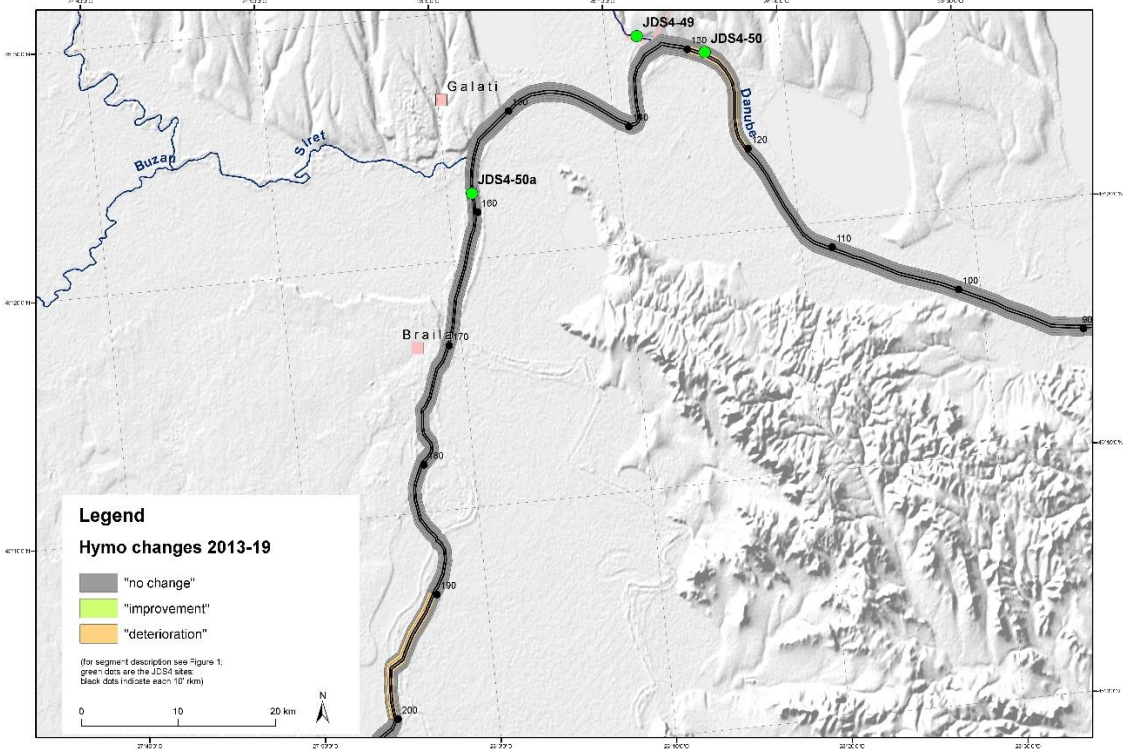 JDS4-49
JDS4-50
130
Galati
140
Danube
120
Siret
Buzau
JDS4-50a
160
110
100
90
Braila
170
180
190
200
Legend
Hymo changes 2013-19
"no change"
"improvement"
"deterioration"
(for segment description see Figure 1;
green dots are the JDS4 sites;
black dots indicate each 10' rkm)
N
0 10 20 km